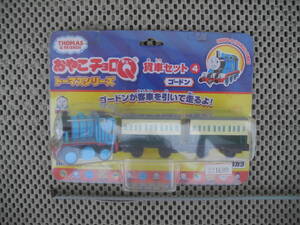 THOMAS
& FRIENDS
おやこチョロQ
貨車セット 4
トーマスシリーズ
ゴードン
ゴードンが客車を引いて走るよ！